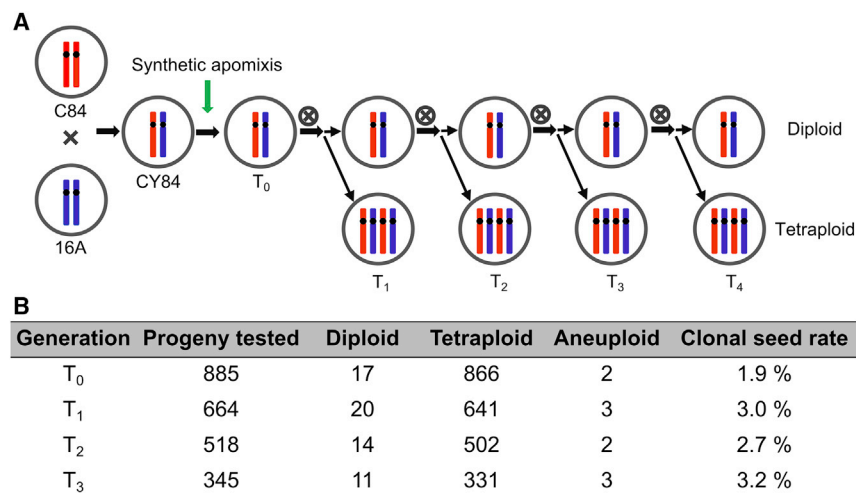 A
Synthetic apomixis
C84
CY84
T0
Diploid
16A
Tetraploid
T1 T2 T3 T4
B
Generation Progeny tested Diploid Tetraploid Aneuploid Clonal seed rate
T0 885 17 866 2 1.9 %
T1 664 20 641 3 3.0 %
T2 518 14 502 2 2.7 %
T3 345 11 331 3 3.2 %